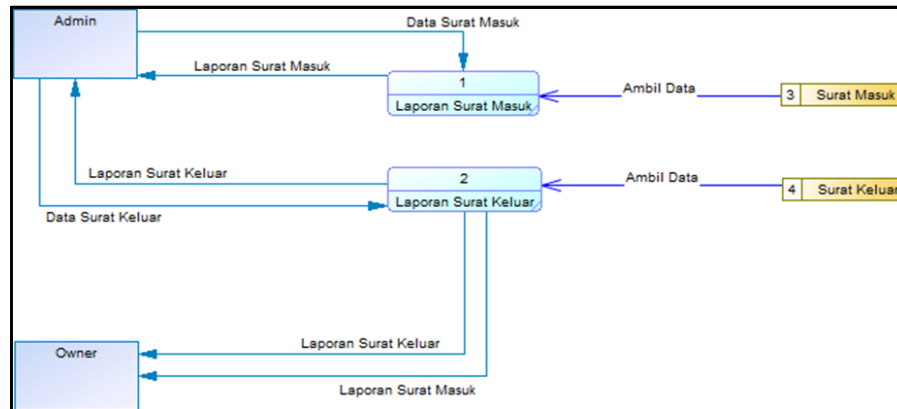 Admin
Data Surat Masuk
Laporan Surat Masuk
1
Laporan Surat Masuk
Ambil Data
3 Surat Masuk
Laporan Surat Keluar
2
Laporan Surat Keluar
Ambil Data
4 Surat Keluar
Data Surat Keluar
Laporan Surat Keluar
Owner
Laporan Surat Masuk